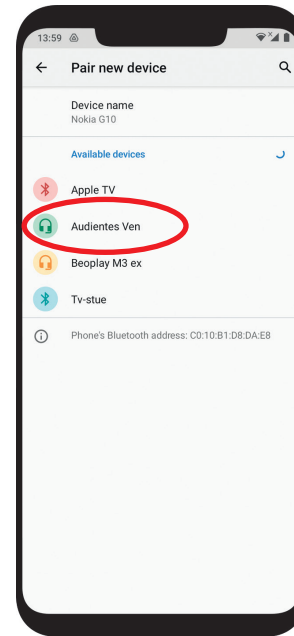 13:59
Pair new device
Device name
Nokia G10
Available devices
Apple TV
Audientes Ven
Beoplay M3 ex
Tv-stue
Phone's Bluetooth address: C0:10:B1:D8:DA:E8